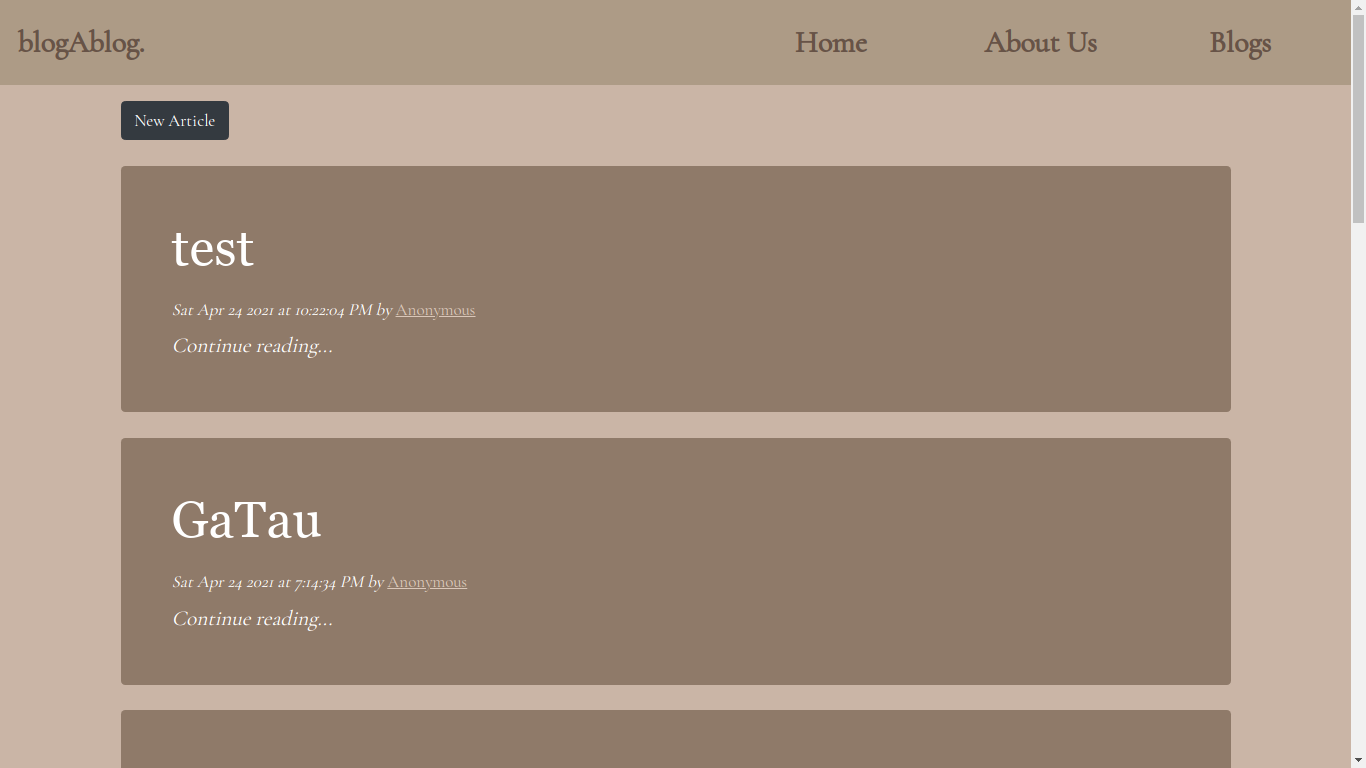 blogAblog. Home About Us Blogs
New Article
test
Sat Apr 24 2021 at 10:22:04 PM by Anonymous
Continue reading...
GaTau
Sat Apr 24 2021 at 7:14:34 PM by Anonymous
Continue reading...